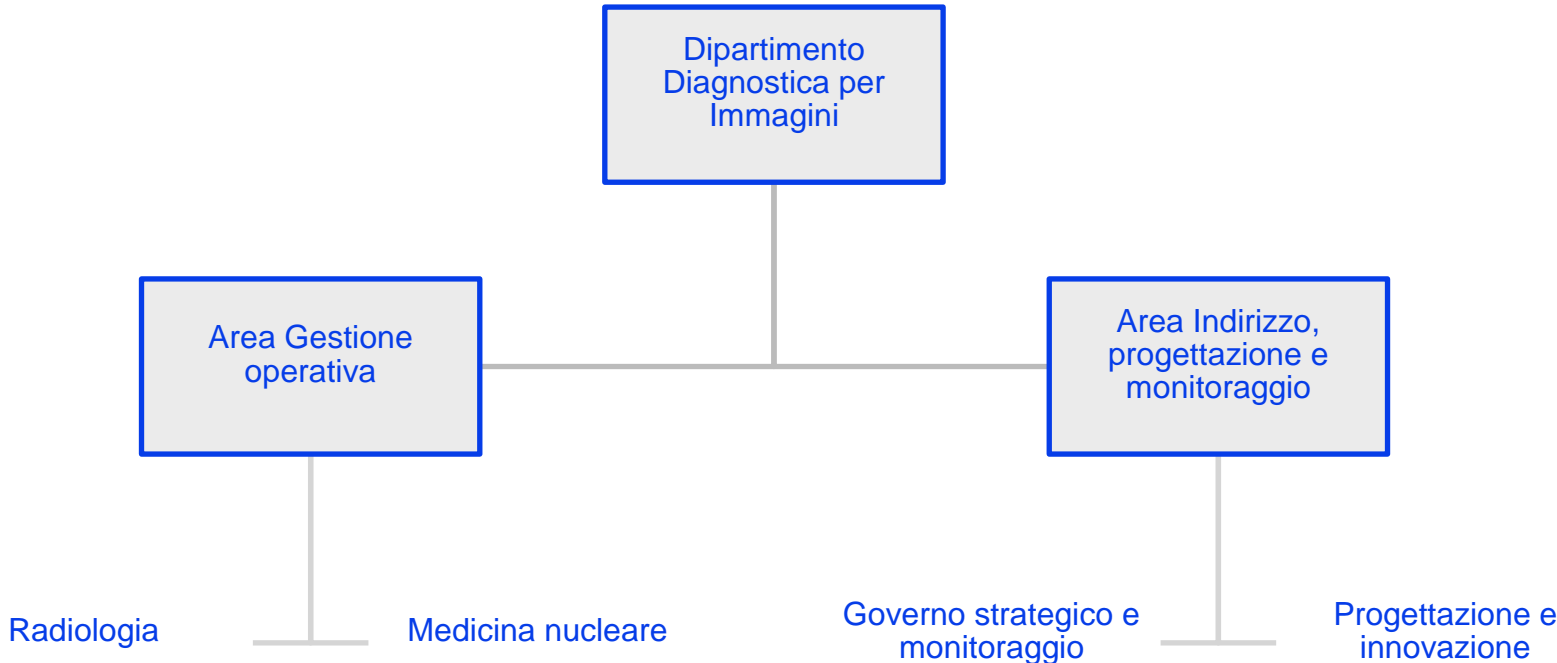 Dipartimento
Diagnostica per
Immagini
Area Gestione
operativa
Area Indirizzo,
progettazione e
monitoraggio
Radiologia
Medicina nucleare
Governo strategico e
monitoraggio
Progettazione e
innovazione